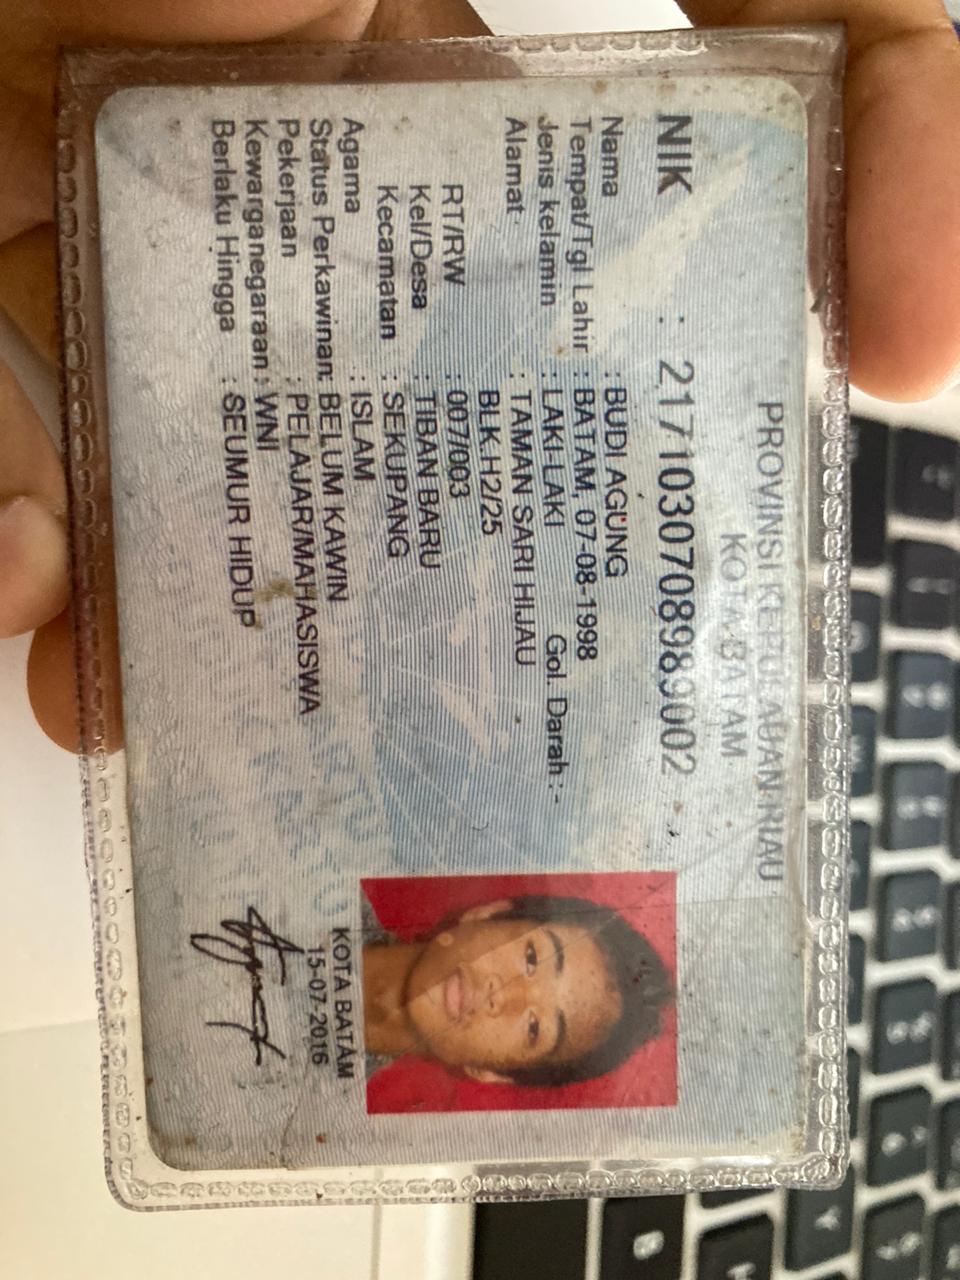 PROVINSI KEPULAUAN RIAU
KOTA BATAM
NIK : 2171030708989002
Nama : BUDI AGUNG
Tempat/Tgl Lahir : BATAM, 07-08-1998
Jenis kelamin : LAKI-LAKI Gol. Darah :-
Alamat : TAMAN SARI HIJAU
BLK.H2/25
RT/RW : 007/003
Kel/Desa : TIBAN BARU
Kecamatan : SEKUPANG
Agama : ISLAM
Status Perkawinan: BELUM KAWIN
Pekerjaan : PELAJAR/MAHASISWA
Kewarganegaraan: WNI
Berlaku Hingga : SEUMUR HIDUP
KOTA BATAM
15-07-2016